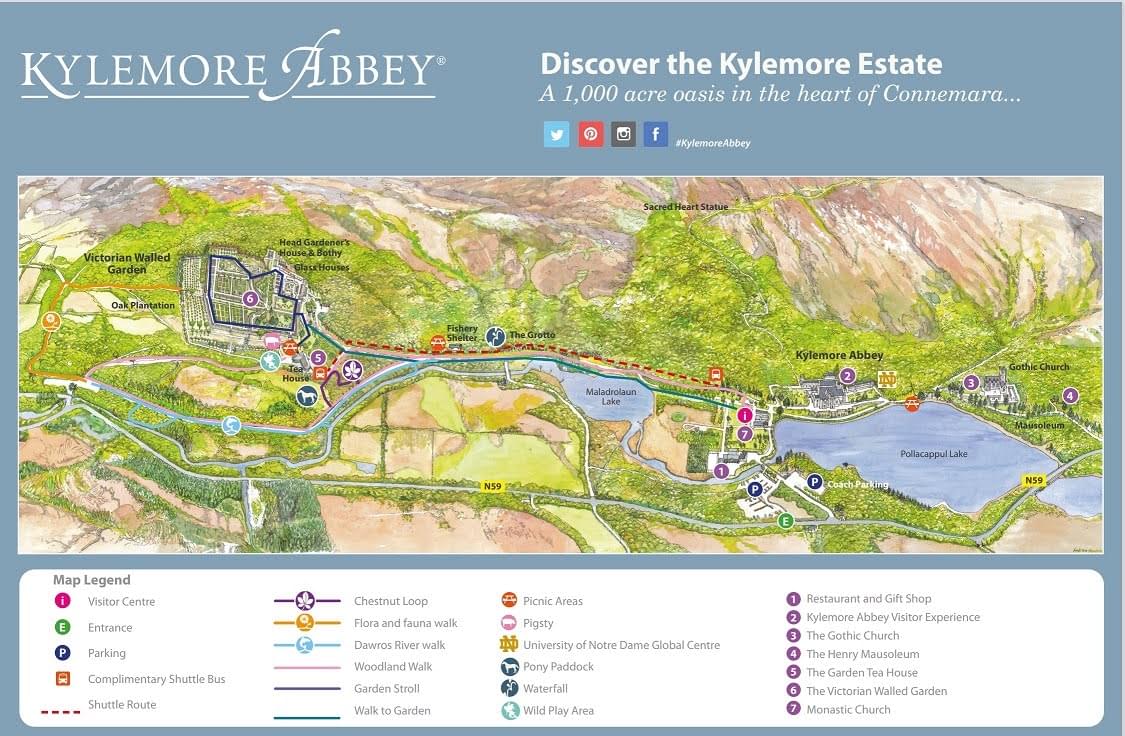 KYLEMORE ABBEY®
Discover the Kylemore Estate
A 1,000 acre oasis in the heart of Connemara...
#KylemoreAbbey
Sacred Heart Statue
Head Gardener's
House & Bothy
Glass Houses
Victorian Walled
Garden
6
Oak Plantation
Fishery
Shelter
The Grotto
5
Tea
House
Kylemore Abbey
2
ND
Gothic Church
3
4
Mausoleum
Maladrolaun
Lake
i
7
Pollacappul Lake
1
N59
N59
P
P
Coach Parking
E
Map Legend
i Visitor Centre
E Entrance
P Parking
Complimentary Shuttle Bus
Shuttle Route
Chestnut Loop
Flora and fauna walk
Dawros River walk
Woodland Walk
Garden Stroll
Walk to Garden
Picnic Areas
Pigsty
ND University of Notre Dame Global Centre
Pony Paddock
Waterfall
Wild Play Area
1 Restaurant and Gift Shop
2 Kylemore Abbey Visitor Experience
3 The Gothic Church
4 The Henry Mausoleum
5 The Garden Tea House
6 The Victorian Walled Garden
7 Monastic Church